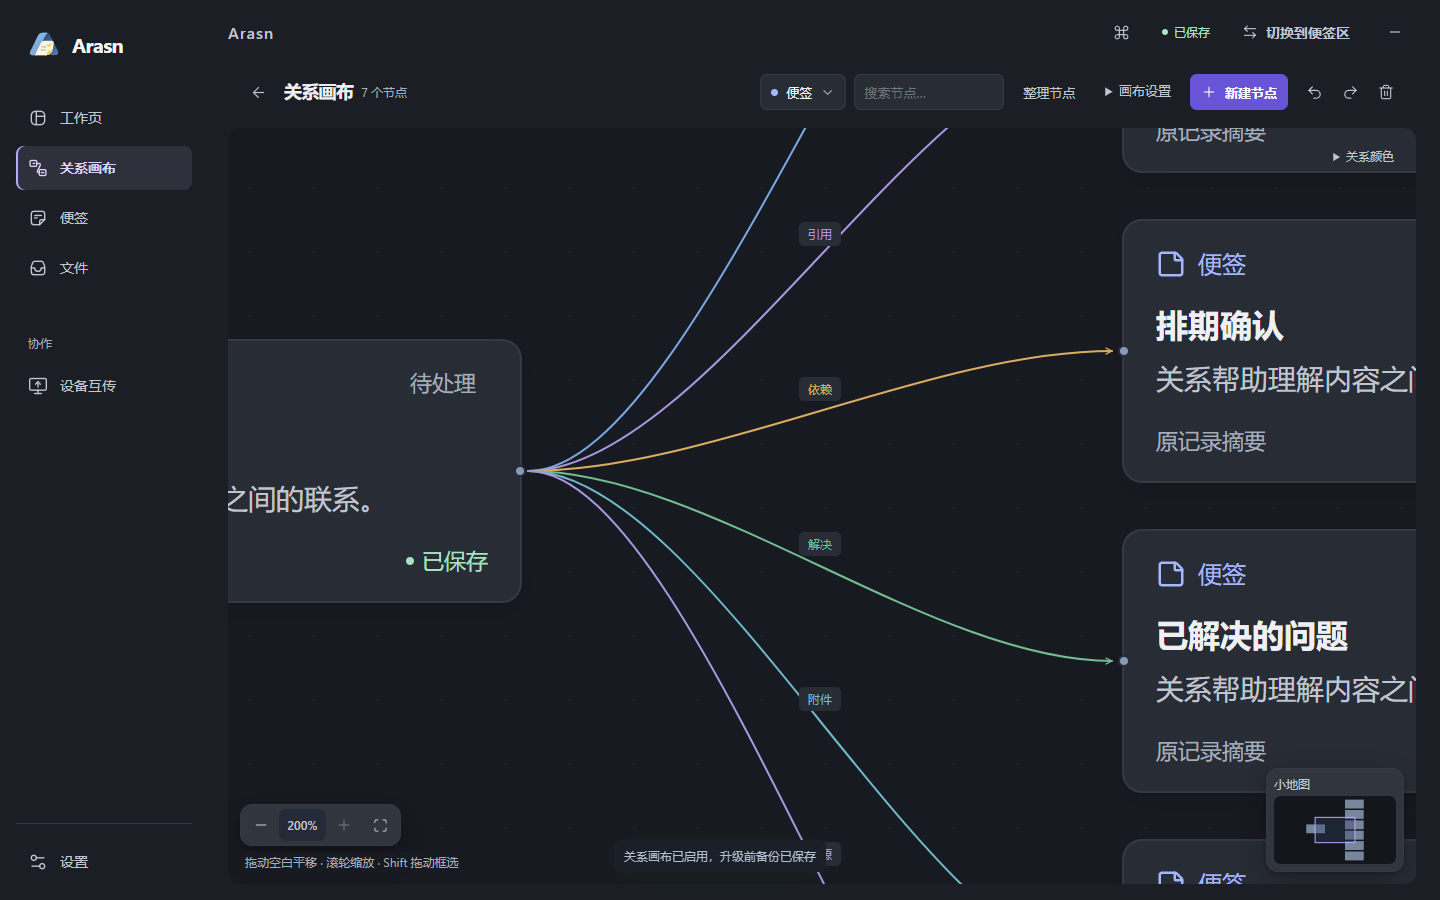 Arasn
Arasn
已保存
切换到便签区
工作页
关系画布
便签
文件
协作
设备互传
设置
关系画布
7 个节点
便签
搜索节点...
整理节点
画布设置
新建节点
原记录摘要
关系颜色
引用
依赖
解决
附件
待处理
之间的联系。
已保存
便签
排期确认
关系帮助理解内容之间
原记录摘要
便签
已解决的问题
关系帮助理解内容之间
原记录摘要
便签
小地图
200%
拖动空白平移 · 滚轮缩放 · Shift 拖动框选
关系画布已启用，升级前备份已保存